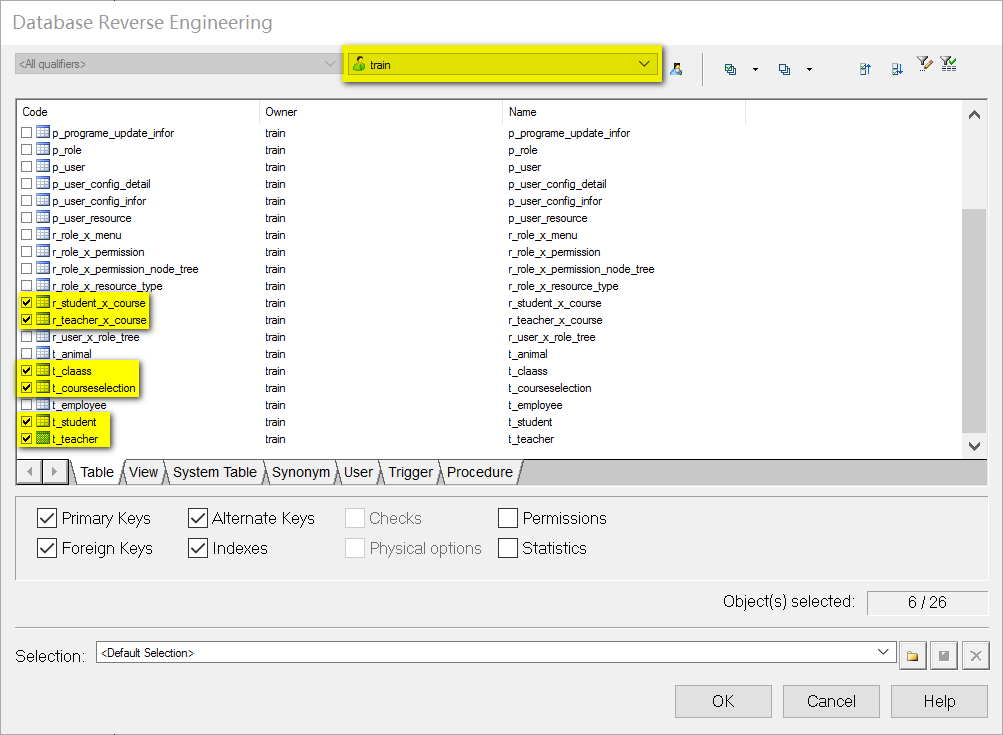 Database Reverse Engineering
<All qualifiers> train
Code Owner Name
p_programe_update_infor train p_programe_update_infor
p_role train p_role
p_user train p_user
p_user_config_detail train p_user_config_detail
p_user_config_infor train p_user_config_infor
p_user_resource train p_user_resource
r_role_x_menu train r_role_x_menu
r_role_x_permission train r_role_x_permission
r_role_x_permission_node_tree train r_role_x_permission_node_tree
r_role_x_resource_type train r_role_x_resource_type
r_student_x_course train r_student_x_course
r_teacher_x_course train r_teacher_x_course
r_user_x_role_tree train r_user_x_role_tree
t_animal train t_animal
t_claass train t_claass
t_courseselection train t_courseselection
t_employee train t_employee
t_student train t_student
t_teacher train t_teacher
Table View System Table Synonym User Trigger Procedure
Primary Keys Alternate Keys Checks Permissions
Foreign Keys Indexes Physical options Statistics
Object(s) selected: 6 / 26
Selection: <Default Selection>
OK Cancel Help